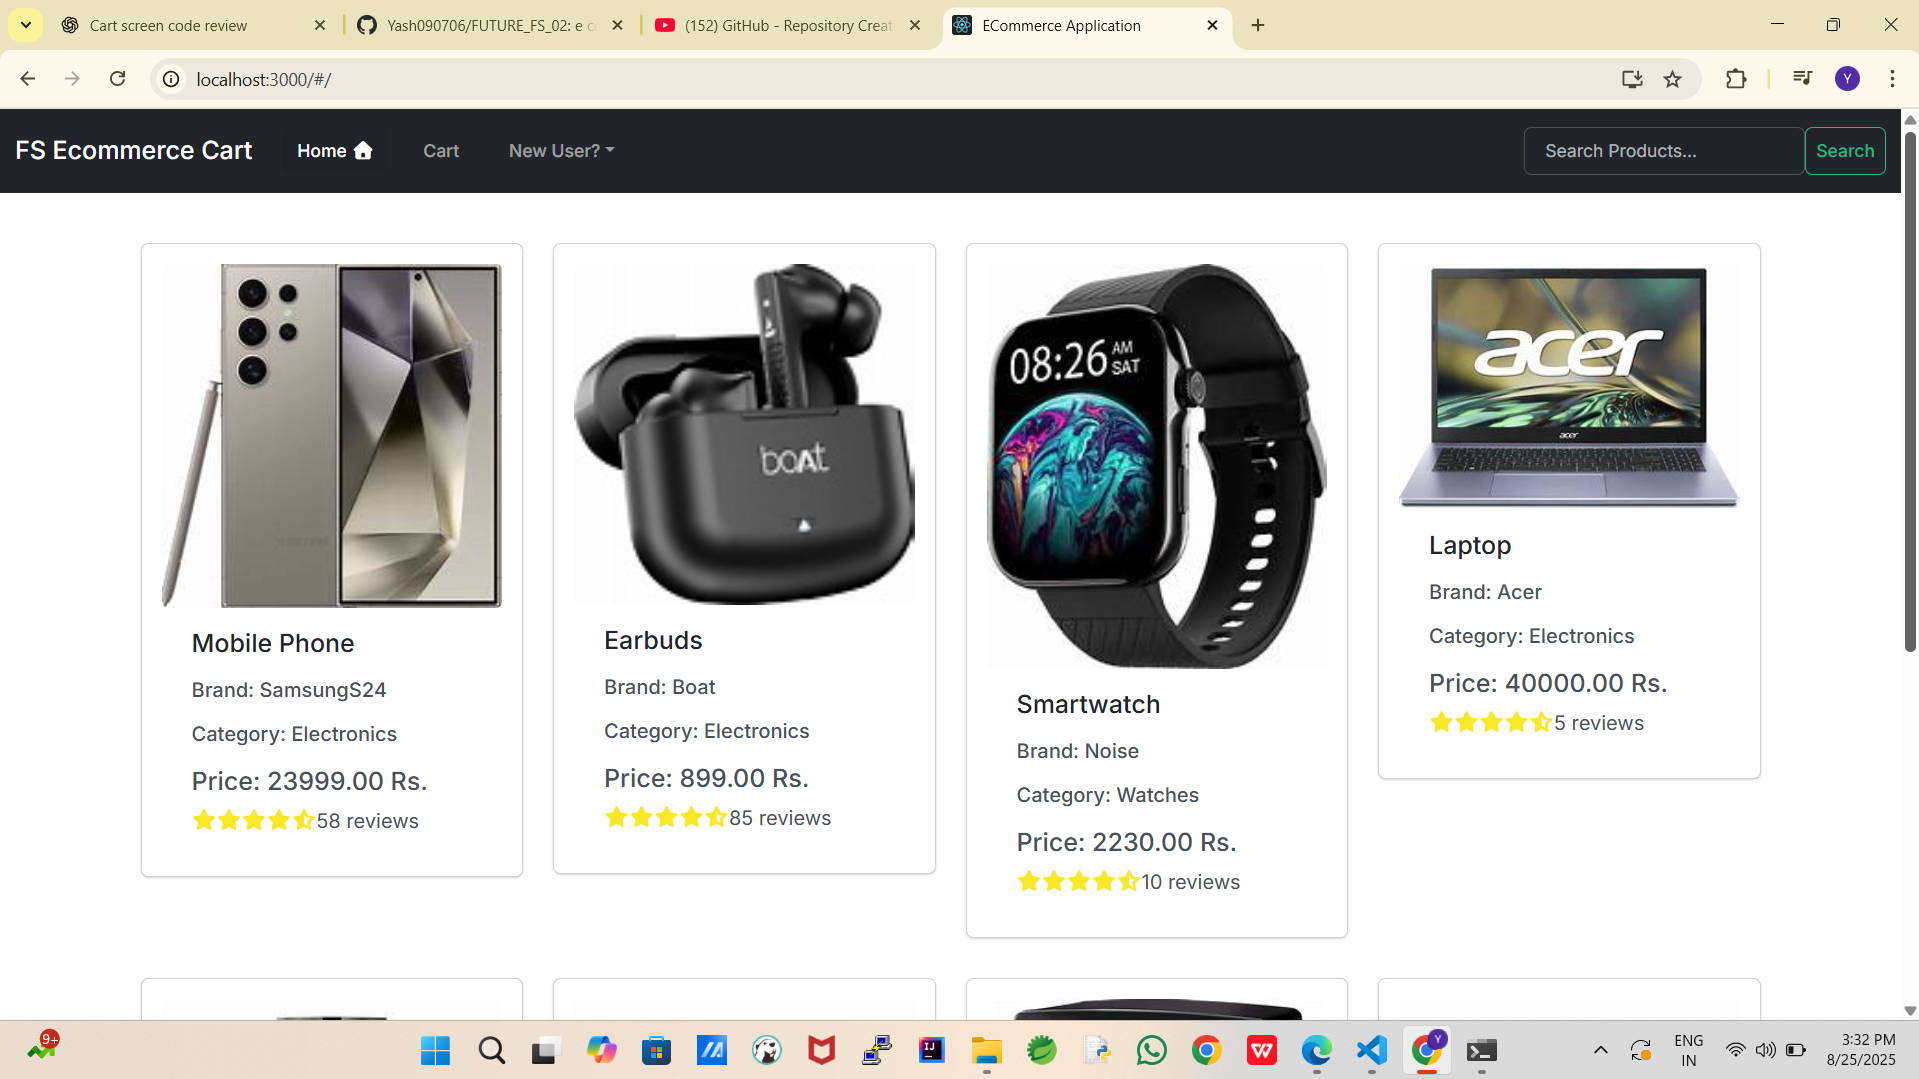 Cart screen code review
Yash090706/FUTURE_FS_02: e c
(152) GitHub - Repository Creat
ECommerce Application
localhost:3000/#/
Y
FS Ecommerce Cart
Home
Cart
New User?
Search Products...
Search
08:26 AM
SAT
boAt
acer
acer
SAMSUNG
Mobile Phone
Brand: SamsungS24
Category: Electronics
Price: 23999.00 Rs.
58 reviews
Earbuds
Brand: Boat
Category: Electronics
Price: 899.00 Rs.
85 reviews
Smartwatch
Brand: Noise
Category: Watches
Price: 2230.00 Rs.
10 reviews
Laptop
Brand: Acer
Category: Electronics
Price: 40000.00 Rs.
5 reviews
9+
IJ
W
Y
ENG
IN
3:32 PM
8/25/2025